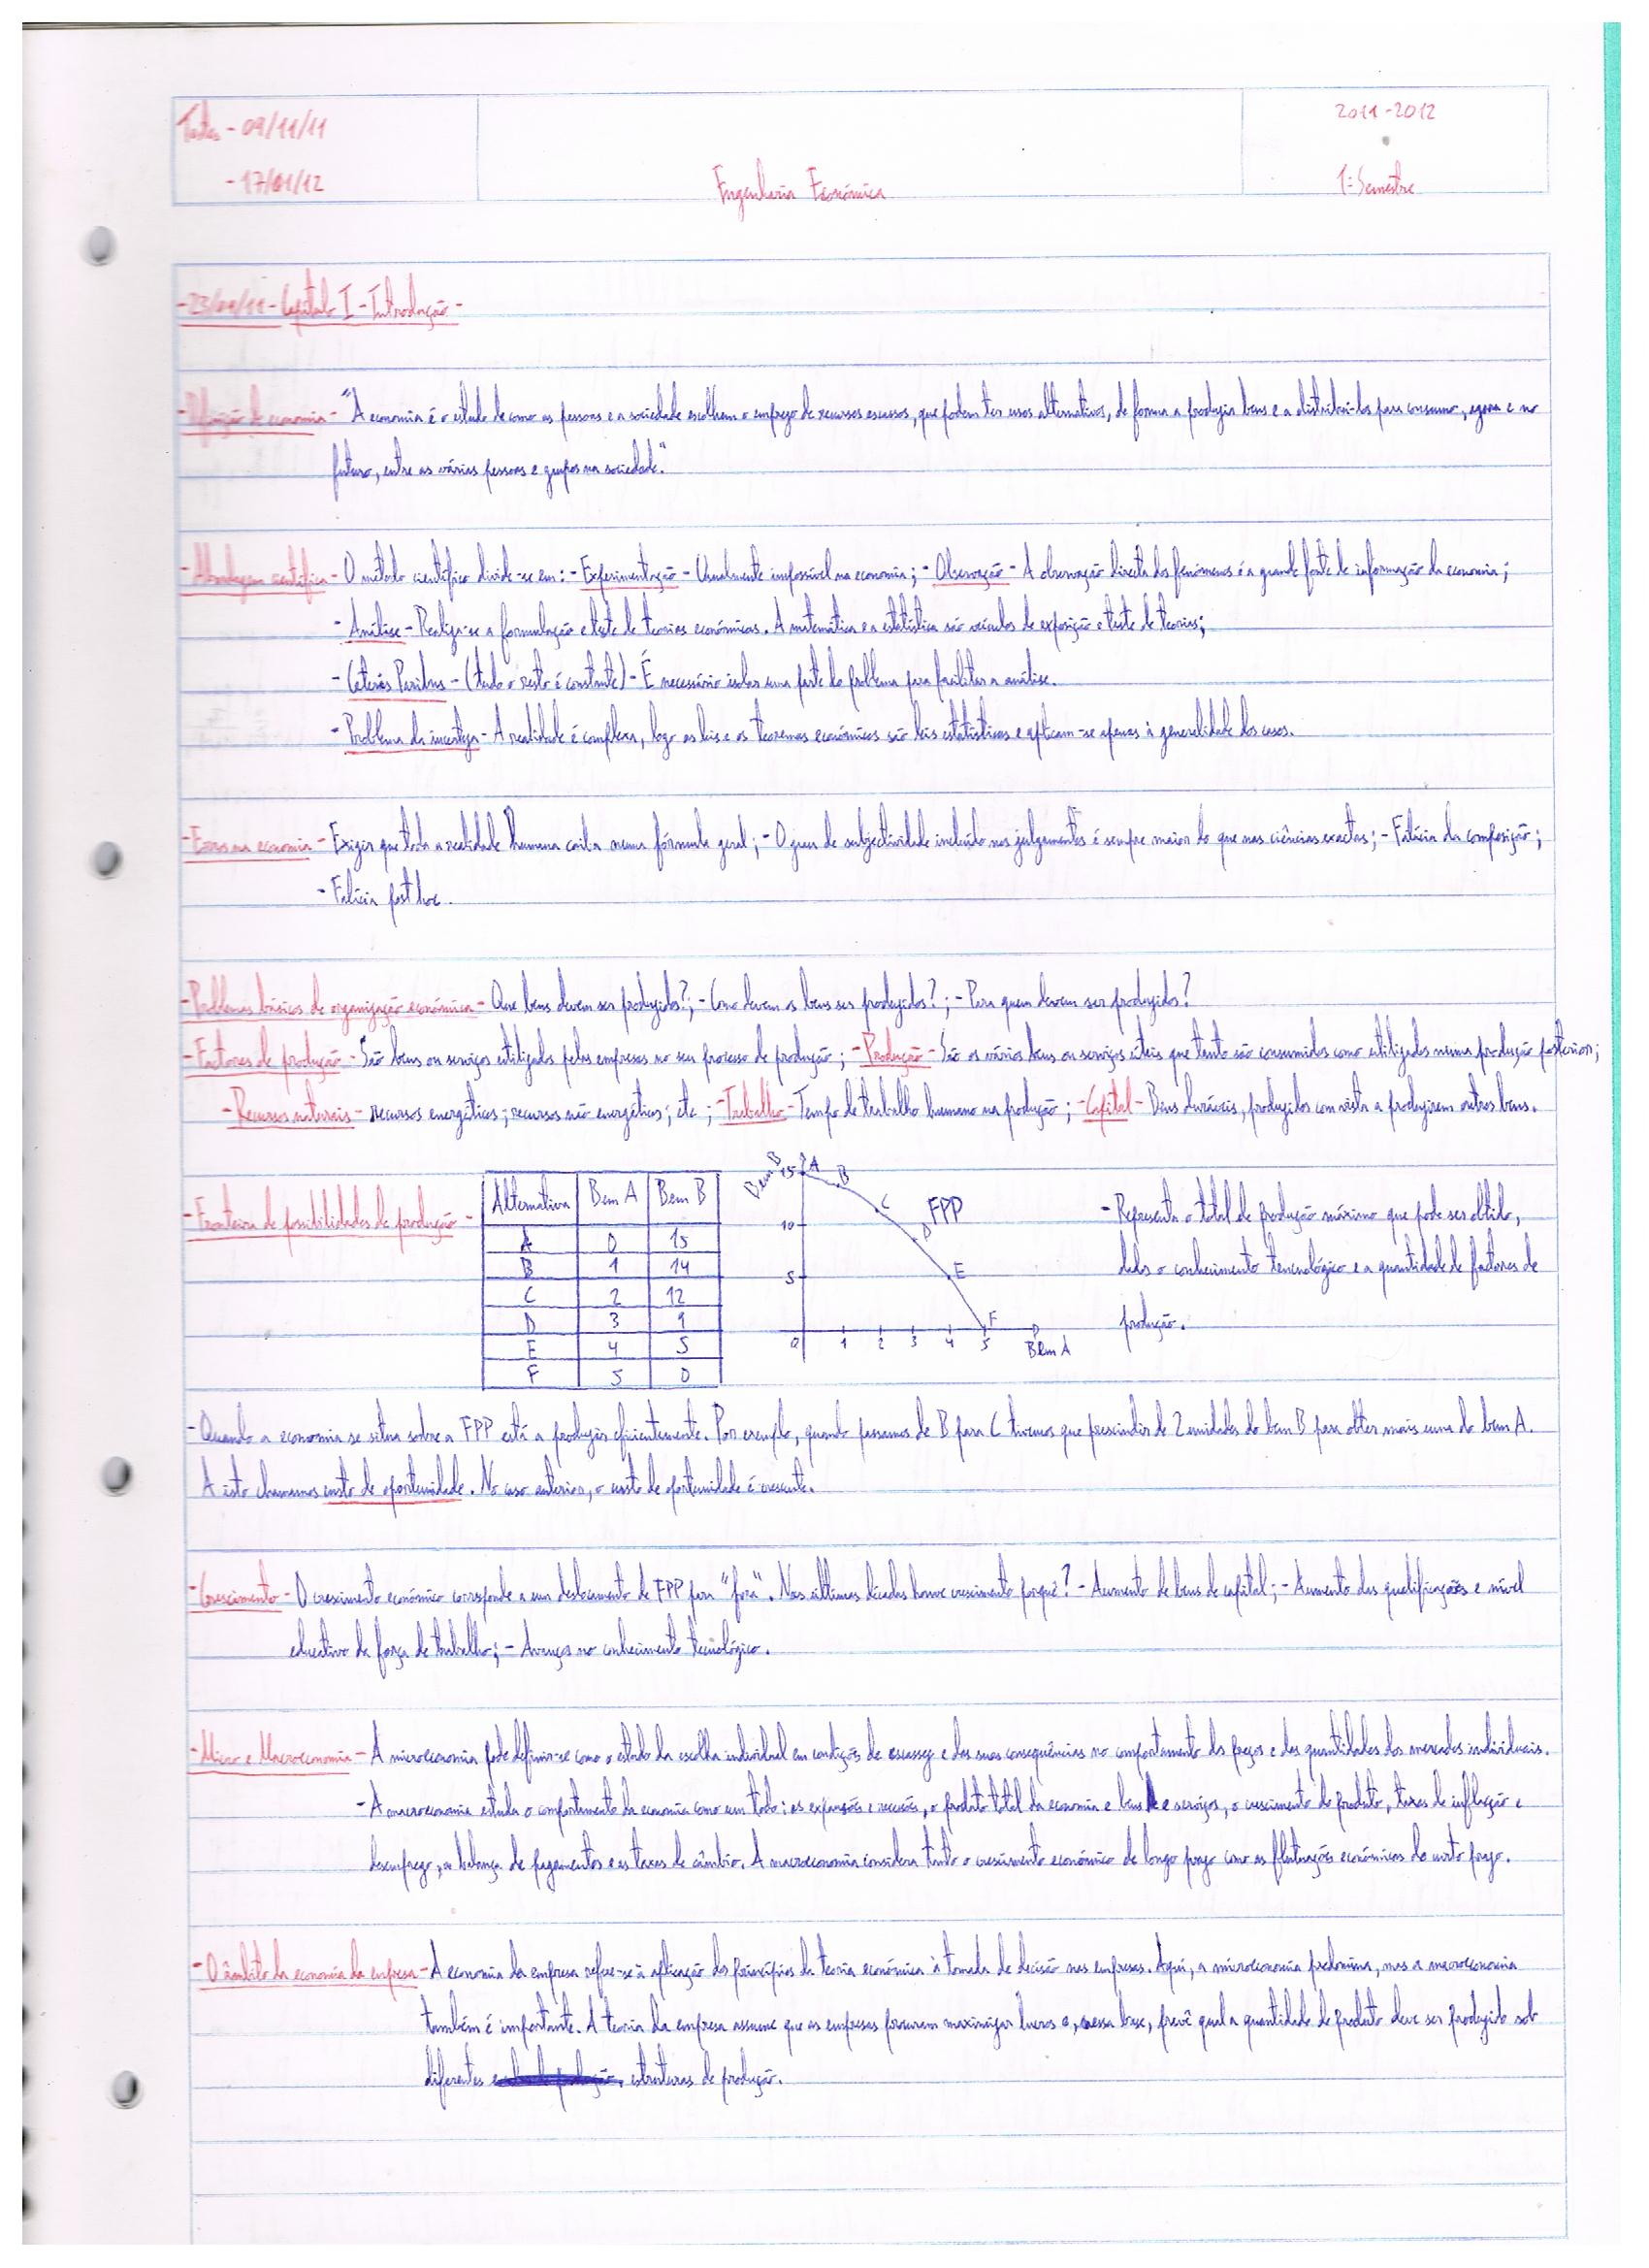 Testes - 09/11/11
2011-2012
- 17/01/12
Engenharia Económica
1º Semestre
- 23/09/11 - Capítulo I - Introdução -
- Definição de economia - "A economia é o estudo de como as pessoas e a sociedade escolhem o emprego de recursos escassos, que podem ter usos alternativos, de forma a produzir bens e a distribui-los para consumo, agora e no
futuro, entre as várias pessoas e grupos na sociedade."
- Abordagem científica - O método científico divide-se em: - Experimentação - Usualmente impossível na economia; - Observação - A observação directa dos fenómenos é a grande fonte de informação da economia;
- Análise - Realiza-se a formulação e teste de teorias económicas. A matemática e a estatística são veículos de exposição e teste de teorias;
- Ceteris Paribus - (tudo o resto é constante) - É necessário isolar uma parte do problema para facilitar a análise.
- Problema da incerteza - A realidade é complexa, logo as leis e os teoremas económicos são leis estatísticas e aplicam-se apenas à generalidade dos casos.
- Erros na economia - Exigir que toda a realidade humana caiba numa fórmula geral; - O grau de subjectividade incluído nos julgamentos é sempre maior do que nas ciências exactas; - Falácia da composição;
- Falácia post hoc.
- Problemas básicos de organização económica - Que bens devem ser produzidos?; - Como devem os bens ser produzidos?; - Para quem devem ser produzidos?
- Factores de produção - São bens ou serviços utilizados pelas empresas no seu processo de produção; - Produção - São os vários bens ou serviços úteis que tanto são consumidos como utilizados numa produção posterior;
- Recursos naturais - recursos energéticos; recursos não energéticos; etc; - Trabalho - Tempo de trabalho humano na produção; - Capital - Bens duráveis, produzidos com vista a produzirem outros bens.
- Fronteira de possibilidades de produção -
Alternativa Bem A Bem B
A 0 15
B 1 14
C 2 12
D 3 9
E 4 5
F 5 0
Bem B
15 A B
C FPP
10 D
5 E
F
0 1 2 3 4 5 Bem A
- Representa o total de produção máximo que pode ser obtido,
dados o conhecimento tencnológico e a quantidade de factores de
produção.
- Quando a economia se situa sobre a FPP está a produzir eficientemente. Por exemplo, quando passamos de B para C tivemos que prescindir de 2 unidades do bem B para obter mais uma do bem A.
A isto chamamos custo de oportunidade. No caso anterior, o custo de oportunidade é crescente.
- Crescimento - O crescimento económico corresponde a um deslocamento de FPP para "fora". Nas últimas décadas houve crescimento porquê? - Aumento de bens de capital; - Aumento das qualificações e nível
educativo da força de trabalho; - Avanços no conhecimento tecnológico.
- Micro e Macroeconomia - A microeconomia pode definir-se como o estudo da escolha individual em condições de escassez e das suas consequências no comportamento dos preços e das quantidades dos mercados individuais.
- A macroeconomia estuda o comportamento da economia como um todo: as expansões e recessões, o produto total da economia e bens e serviços, o crescimento do produto, taxas de inflação e
desemprego, a balança de pagamentos e as taxas de câmbio. A macroeconomia considera tanto o crescimento económico de longo prazo como as flutuações económicas do curto prazo.
- O âmbito da economia da empresa - A economia da empresa refere-se à aplicação dos princípios da teoria económica à tomada de decisão nas empresas. Aqui, a microeconomia predomina, mas a macroeconomia
também é importante. A teoria da empresa assume que as empresas procuram maximizar lucros e, nessa base, prevê qual a quantidade de produto deve ser produzido sob
diferentes estruturas de produção.